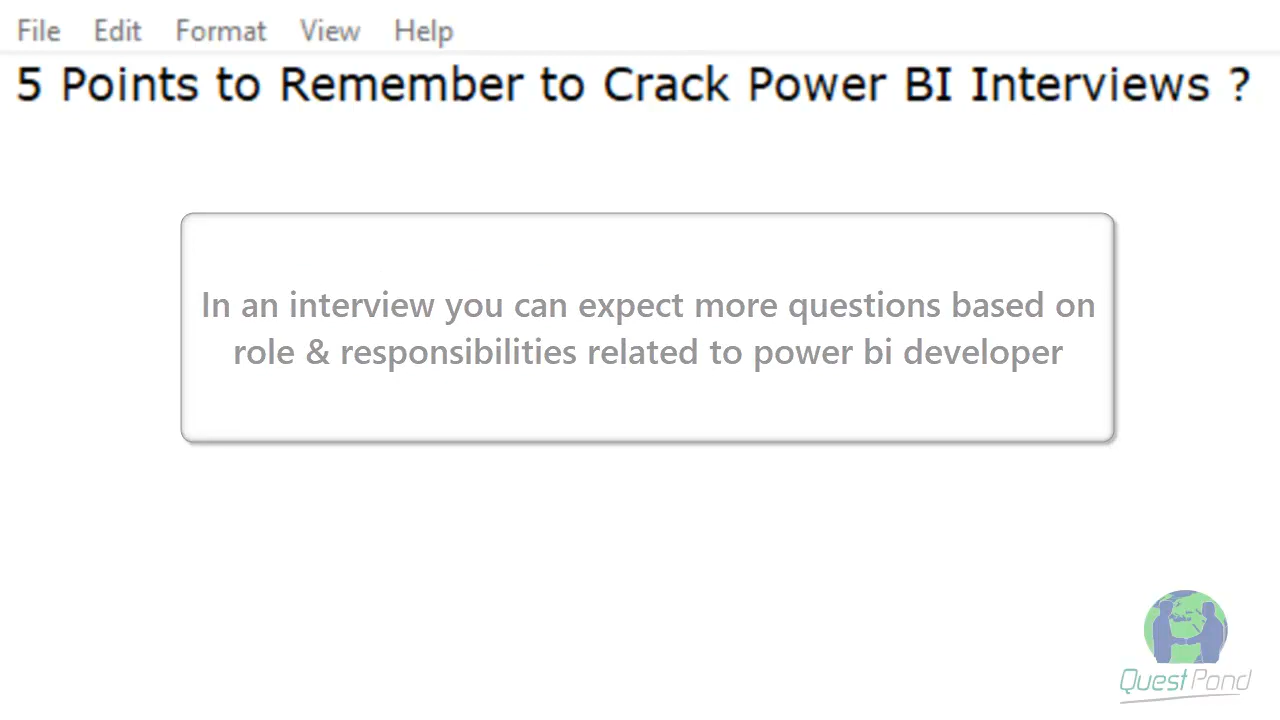 File Edit Format View Help
5 Points to Remember to Crack Power BI Interviews ?
In an interview you can expect more questions based on
role & responsibilities related to power bi developer
QuestPond